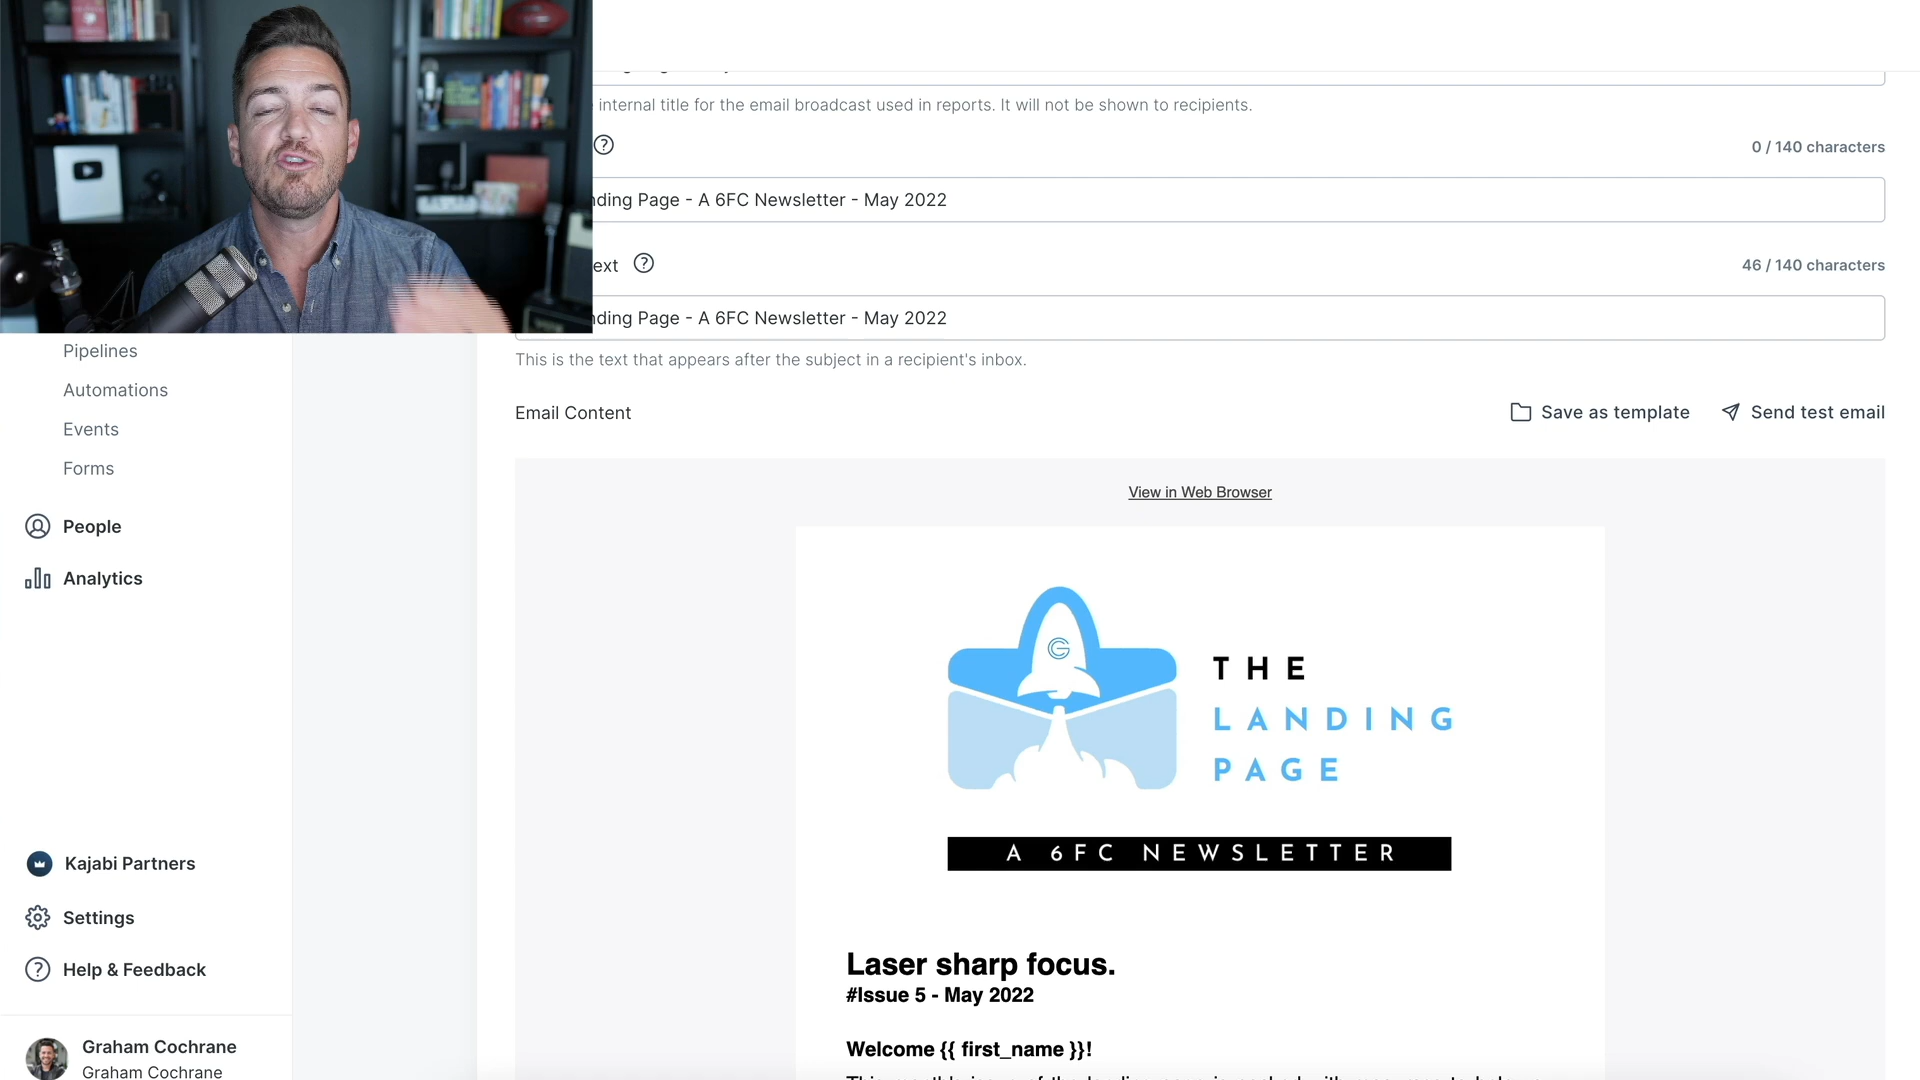 internal title for the email broadcast used in reports. It will not be shown to recipients.
0 / 140 characters
nding Page - A 6FC Newsletter - May 2022
ext
46 / 140 characters
nding Page - A 6FC Newsletter - May 2022
This is the text that appears after the subject in a recipient's inbox.
Pipelines
Automations
Events
Forms
People
Analytics
Kajabi Partners
Settings
Help & Feedback
Graham Cochrane
Graham Cochrane
Email Content
Save as template
Send test email
View in Web Browser
THE
LANDING
PAGE
A 6FC NEWSLETTER
Laser sharp focus.
#Issue 5 - May 2022
Welcome {{ first_name }}!